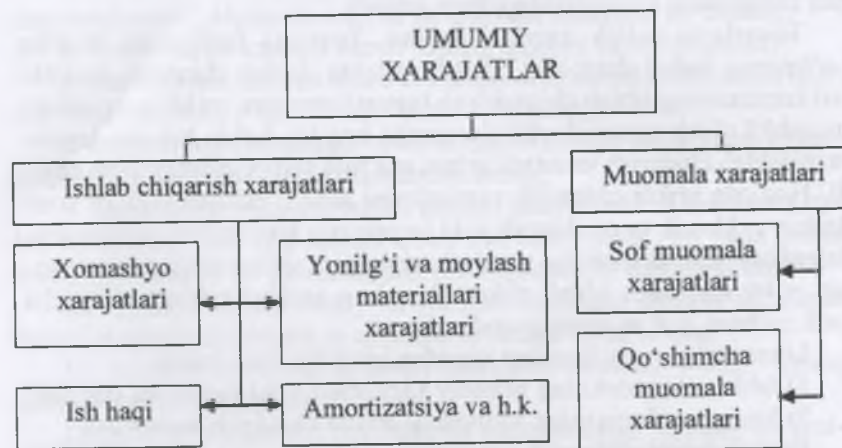 UMUMIY
XARAJATLAR
Ishlab chiqarish xarajatlari
Muomala xarajatlari
Xomashyo
xarajatlari
Yonilg‘i va moylash
materiallari
xarajatlari
Sof muomala
xarajatlari
Ish haqi
Amortizatsiya va h.k.
Qo‘shimcha
muomala
xarajatlari